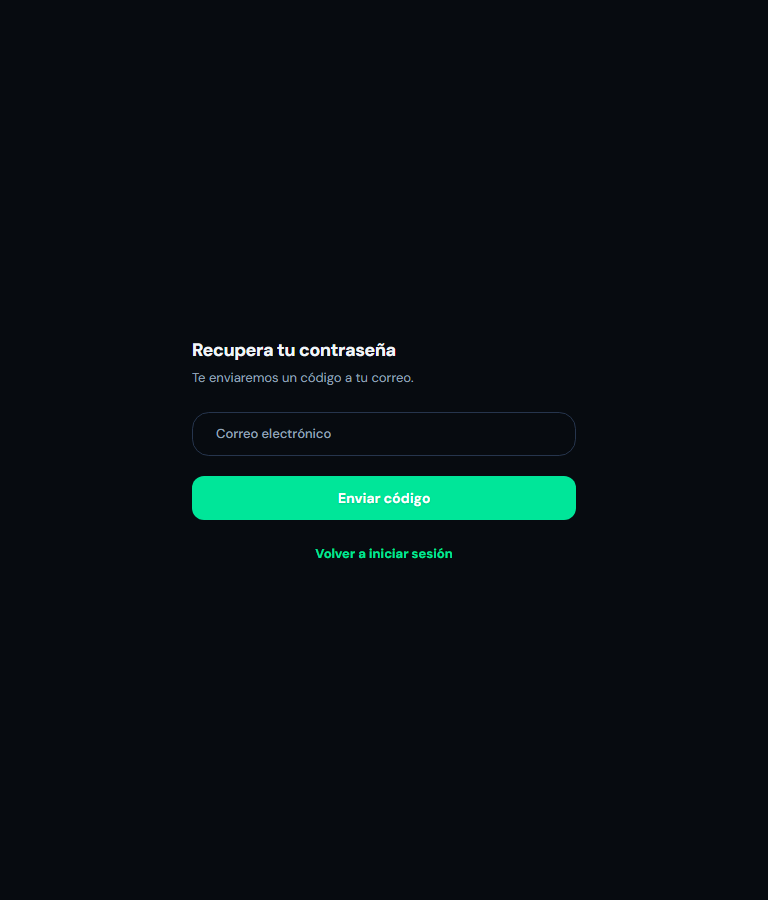 Recupera tu contraseña
Te enviaremos un código a tu correo.
Correo electrónico
Enviar código
Volver a iniciar sesión